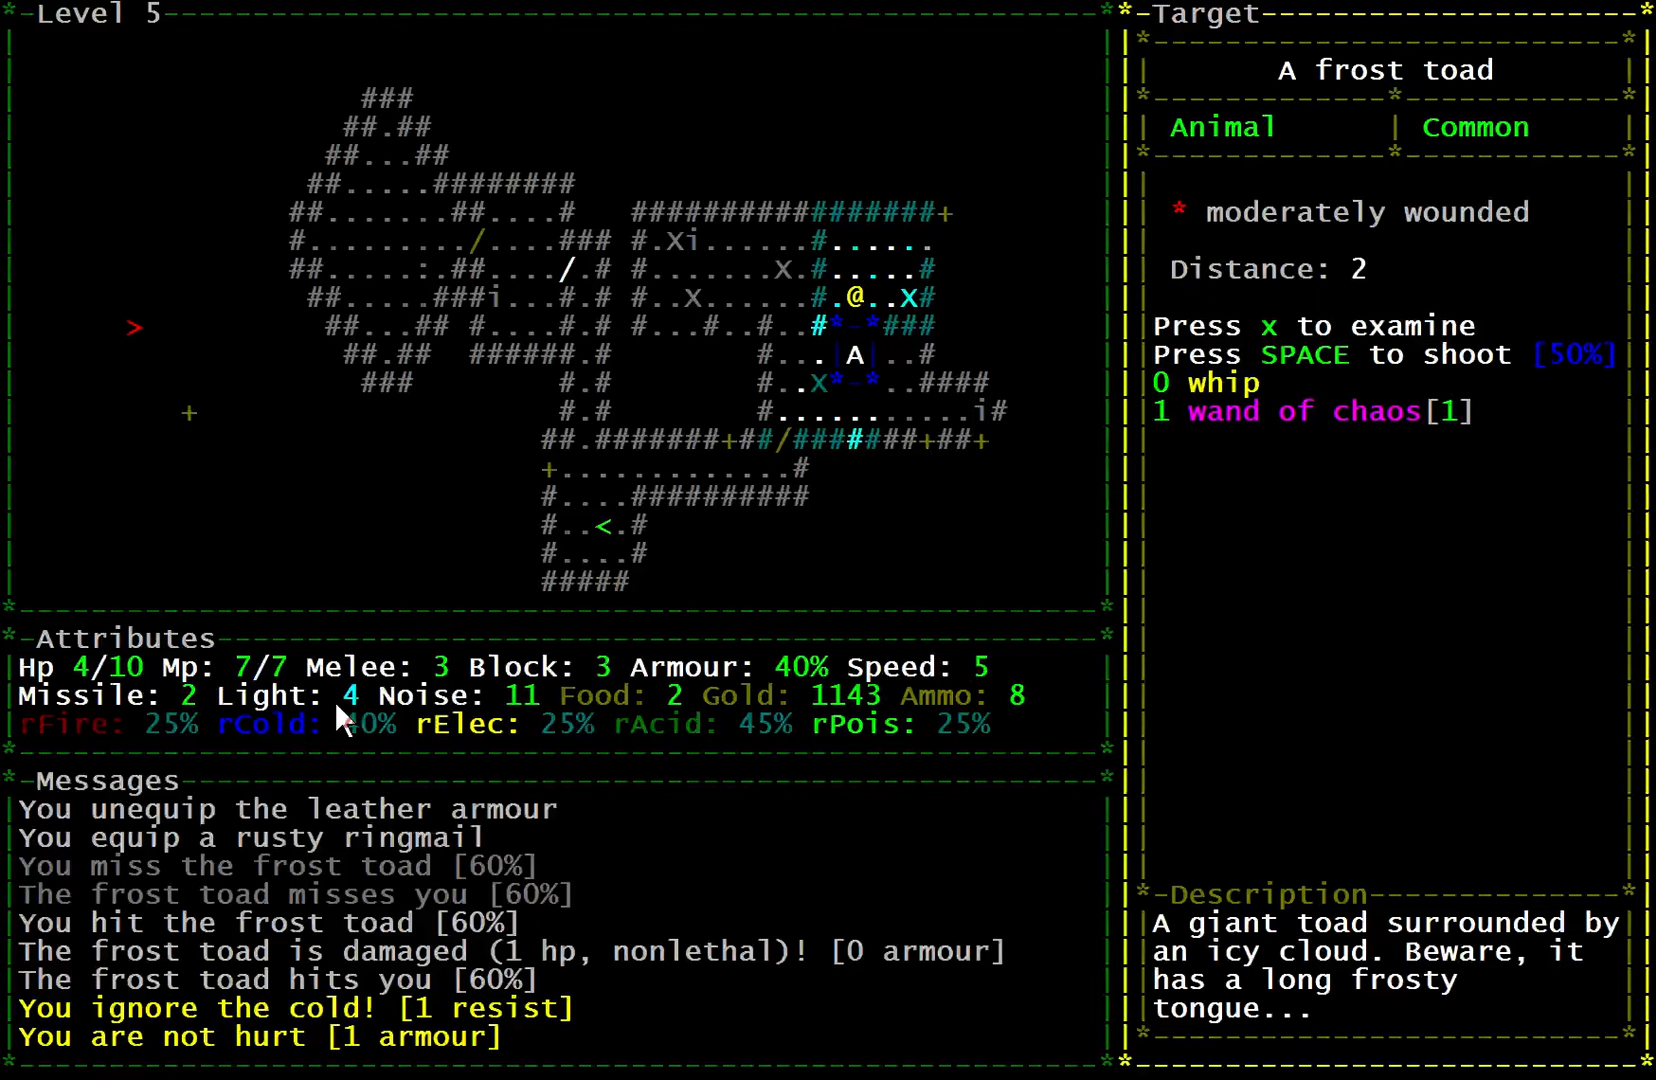 Level 5
###
##.##
##...##
##.....########
##.......##....# #################+
#........./....### #.xi......#......
##.....:.##..../.# #.......x.#.....#
##.....###i...#.# #..x......#.@..x#
> ##...## #....#.# #...#..#..#*-*###
##.## ######.# #...|A|..#
### #.# #..x*-*..####
+ #.# #...........i#
##.#######+##/#######+##+
+............#
#....##########
#..<.#
#....#
#####
Attributes
Hp 4/10 Mp: 7/7 Melee: 3 Block: 3 Armour: 40% Speed: 5
Missile: 2 Light: 4 Noise: 11 Food: 2 Gold: 1143 Ammo: 8
rFire: 25% rCold: 40% rElec: 25% rAcid: 45% rPois: 25%
Messages
You unequip the leather armour
You equip a rusty ringmail
You miss the frost toad [60%]
The frost toad misses you [60%]
You hit the frost toad [60%]
The frost toad is damaged (1 hp, nonlethal)! [0 armour]
The frost toad hits you [60%]
You ignore the cold! [1 resist]
You are not hurt [1 armour]
Target
A frost toad
Animal | Common
* moderately wounded
Distance: 2
Press x to examine
Press SPACE to shoot [50%]
0 whip
1 wand of chaos[1]
Description
A giant toad surrounded by
an icy cloud. Beware, it
has a long frosty
tongue...